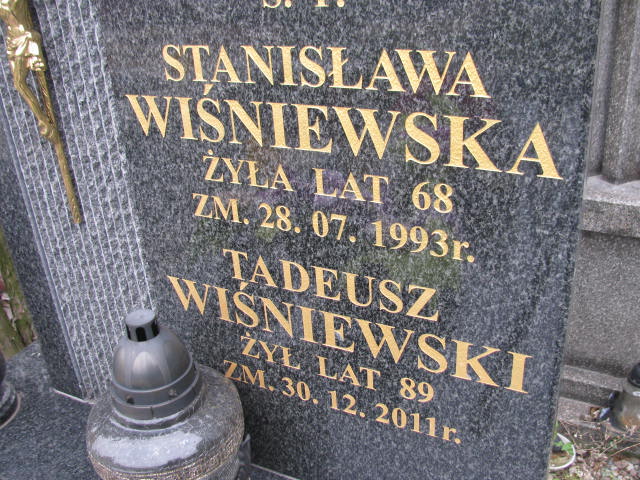 Ś. P.
STANISŁAWA
WIŚNIEWSKA
ŻYŁA LAT 68
ZM. 28. 07. 1993r.
TADEUSZ
WIŚNIEWSKI
ŻYŁ LAT 89
ZM. 30. 12. 2011r.